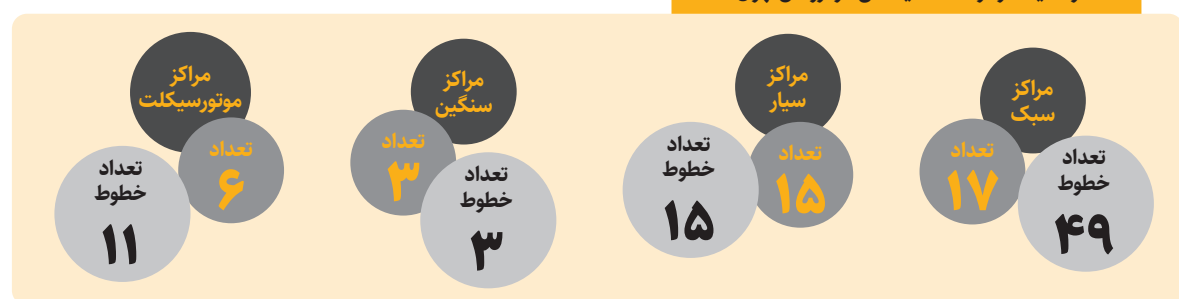 مراکز
سبک
تعداد
۱۷
تعداد
خطوط
۴۹
مراکز
سیار
تعداد
۱۵
تعداد
خطوط
۱۵
مراکز
سنگین
تعداد
۳
تعداد
خطوط
۳
مراکز
موتورسیکلت
تعداد
۶
تعداد
خطوط
۱۱